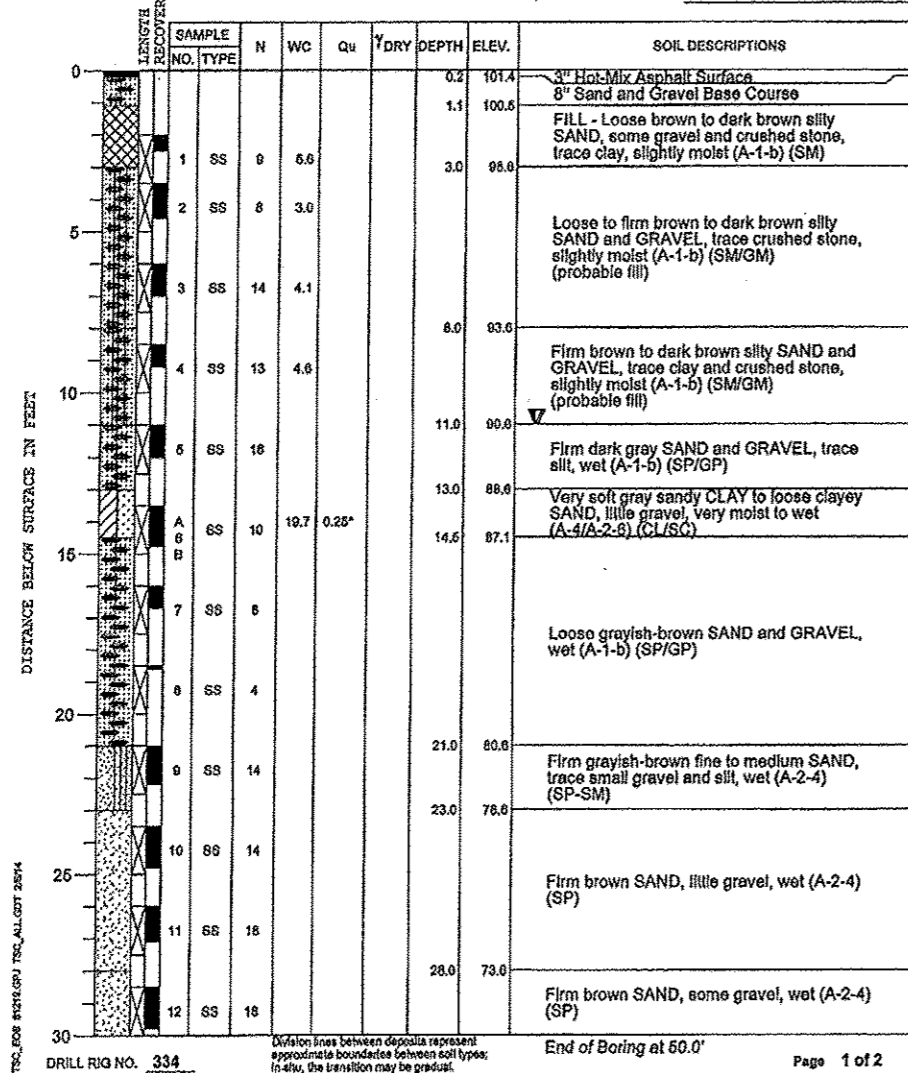 LENGTH
RECOVERY
SAMPLE
NO. TYPE
N WC Qu γDRY DEPTH ELEV. SOIL DESCRIPTIONS
0
0.2 101.4 3" Hot-Mix Asphalt Surface
8" Sand and Gravel Base Course
1.1 100.5
FILL - Loose brown to dark brown silty
SAND, some gravel and crushed stone,
trace clay, slightly moist (A-1-b) (SM)
1 SS 9 5.6
3.0 98.6
2 SS 8 3.0
5
Loose to firm brown to dark brown silty
SAND and GRAVEL, trace crushed stone,
slightly moist (A-1-b) (SM/GM)
(probable fill)
3 SS 14 4.1
8.0 93.6
Firm brown to dark brown silty SAND and
GRAVEL, trace clay and crushed stone,
slightly moist (A-1-b) (SM/GM)
(probable fill)
4 SS 13 4.6
10
11.0 90.6
5 SS 18
Firm dark gray SAND and GRAVEL, trace
silt, wet (A-1-b) (SP/GP)
13.0 88.6
Very soft gray sandy CLAY to loose clayey
SAND, little gravel, very moist to wet
(A-4/A-2-6) (CL/SC)
A
6 SS 10 19.7 0.25*
B
14.5 87.1
15
7 SS 8
Loose grayish-brown SAND and GRAVEL,
wet (A-1-b) (SP/GP)
8 SS 4
20
21.0 80.6
9 SS 14
Firm grayish-brown fine to medium SAND,
trace small gravel and silt, wet (A-2-4)
(SP-SM)
23.0 78.6
10 SS 14
25
Firm brown SAND, little gravel, wet (A-2-4)
(SP)
11 SS 18
28.0 73.6
12 SS 18
Firm brown SAND, some gravel, wet (A-2-4)
(SP)
30
DISTANCE BELOW SURFACE IN FEET
DRILL RIG NO. 334
Division lines between deposits represent
approximate boundaries between soil types;
in-situ, the transition may be gradual.
End of Boring at 50.0'
Page 1 of 2